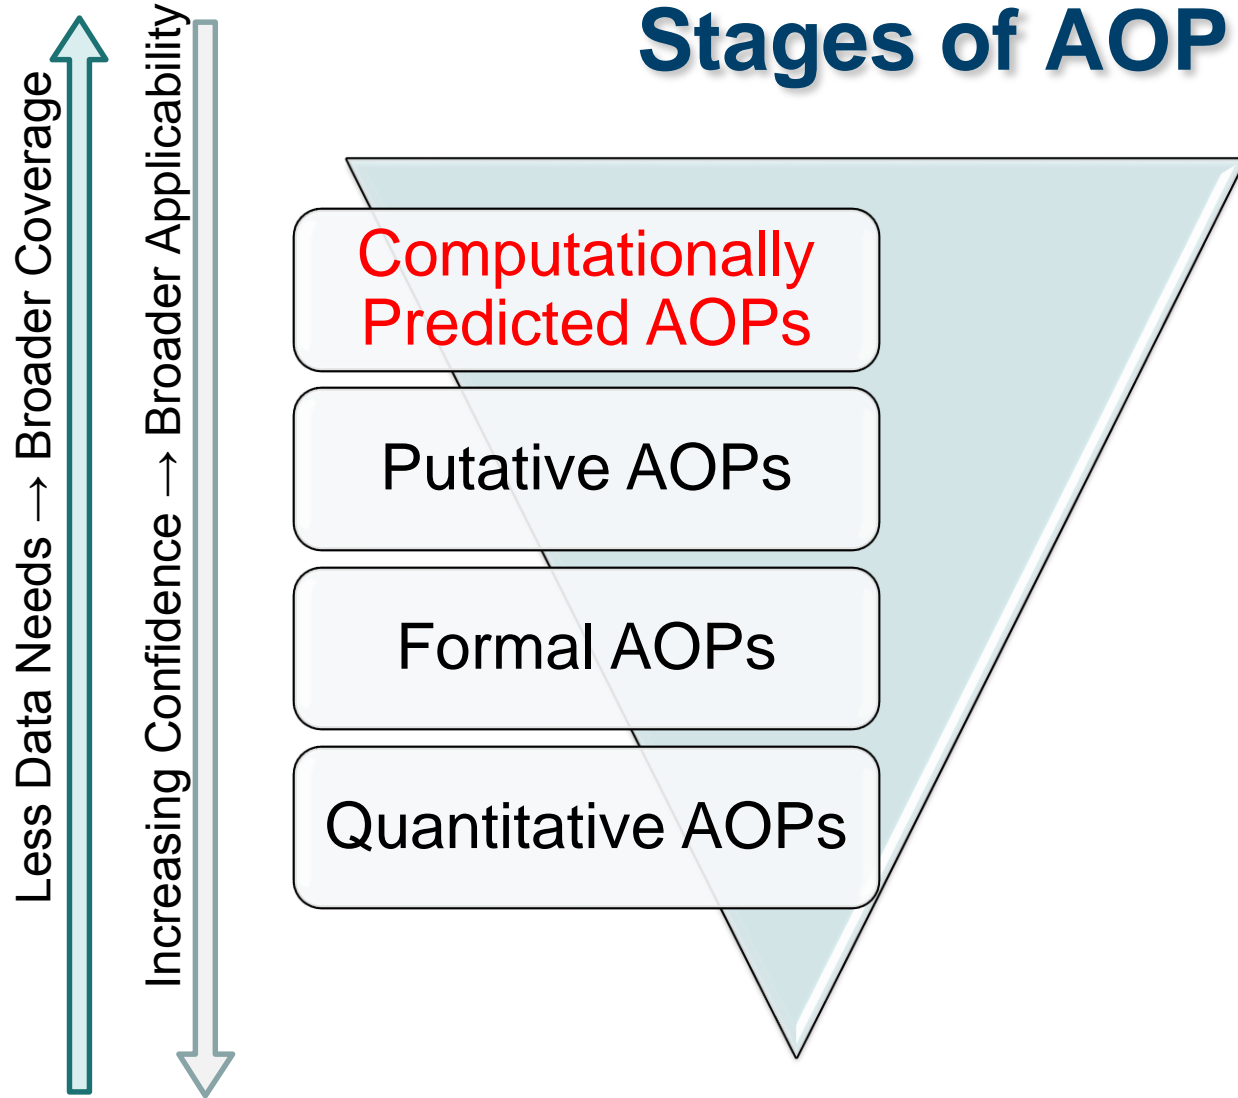 Stages of AOP
Less Data Needs → Broader Coverage
Increasing Confidence → Broader Applicability
Computationally
Predicted AOPs
Putative AOPs
Formal AOPs
Quantitative AOPs